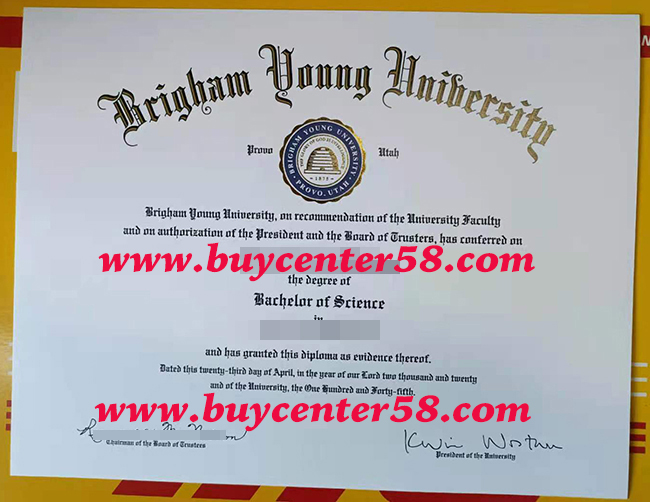 Brigham Young University
Provo
Utah
BRIGHAM YOUNG UNIVERSITY
1875
PROVO, UTAH
Brigham Young University, on recommendation of the University Faculty
and on authorization of the President and the Board of Trustees, has conferred on
www.buycenter58.com
the degree of
Bachelor of Science
in
and has granted this diploma as evidence thereof.
Dated this twenty-third day of April, in the year of our Lord two thousand and twenty
and of the University, the One Hundred and Forty-fifth.
www.buycenter58.com
Chairman of the Board of Trustees
President of the University